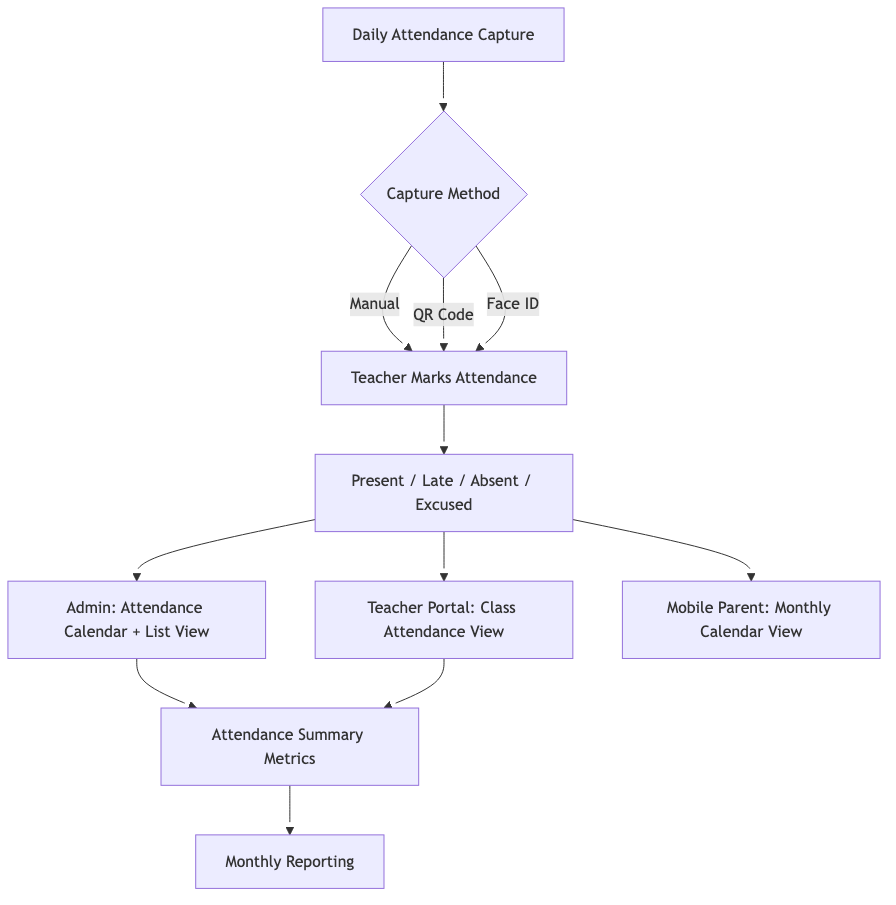 Daily Attendance Capture
Capture Method
Manual
QR Code
Face ID
Teacher Marks Attendance
Present / Late / Absent /
Excused
Admin: Attendance
Calendar + List View
Teacher Portal: Class
Attendance View
Mobile Parent: Monthly
Calendar View
Attendance Summary
Metrics
Monthly Reporting